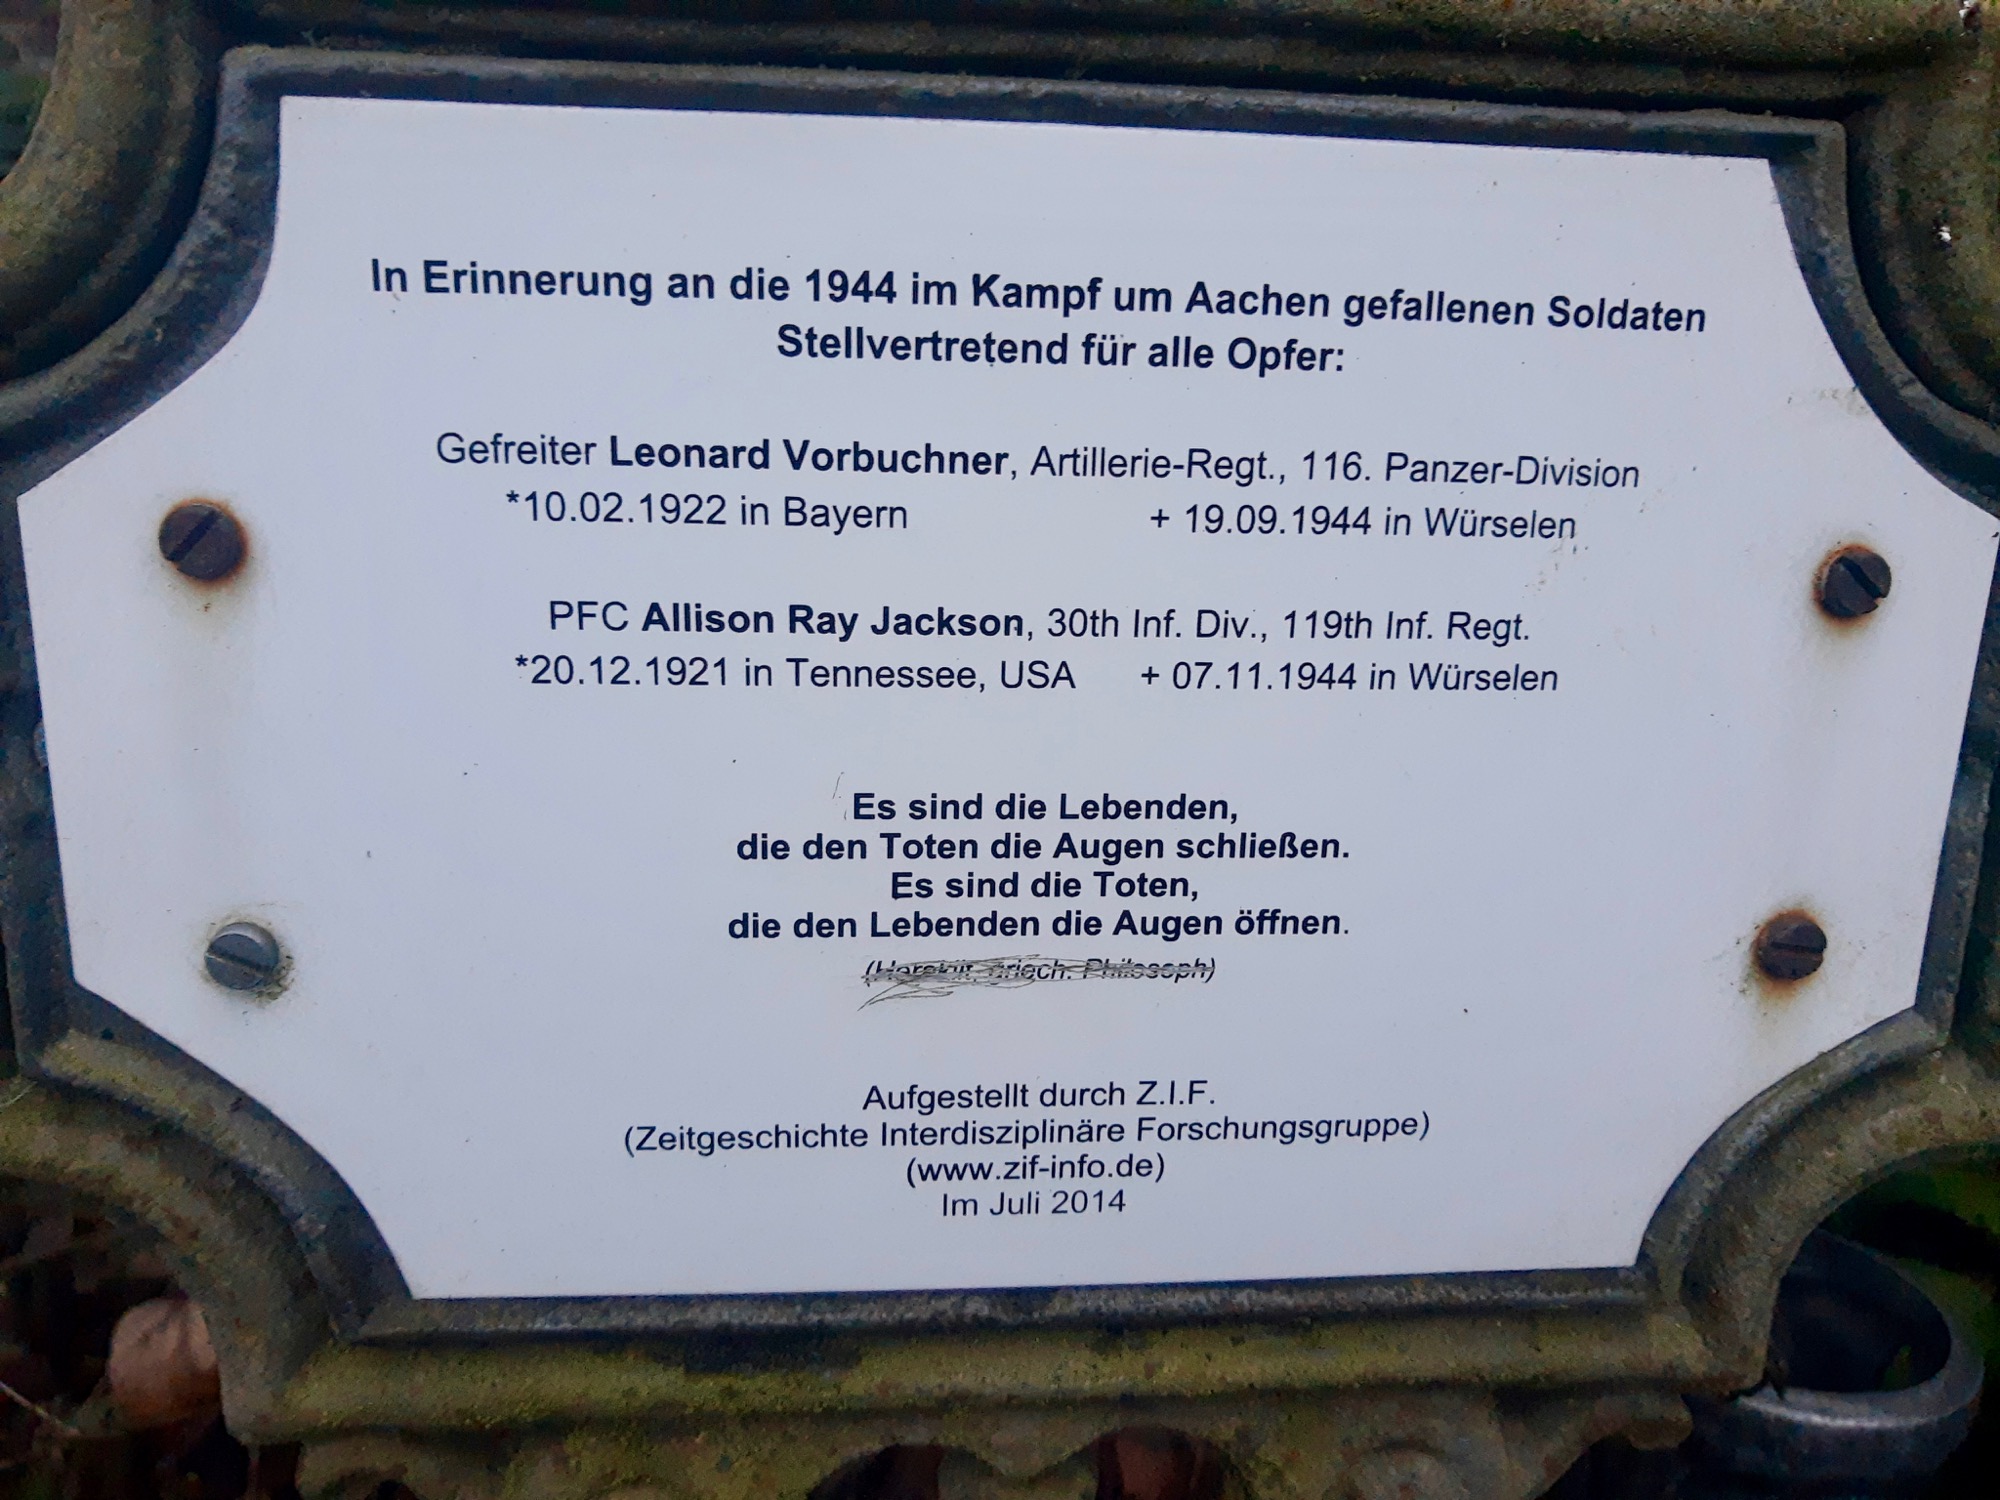 In Erinnerung an die 1944 im Kampf um Aachen gefallenen Soldaten
Stellvertretend für alle Opfer:
Gefreiter Leonard Vorbuchner, Artillerie-Regt., 116. Panzer-Division
*10.02.1922 in Bayern + 19.09.1944 in Würselen
PFC Allison Ray Jackson, 30th Inf. Div., 119th Inf. Regt.
*20.12.1921 in Tennessee, USA + 07.11.1944 in Würselen
Es sind die Lebenden,
die den Toten die Augen schließen.
Es sind die Toten,
die den Lebenden die Augen öffnen.
(Heraklit, griech. Philosoph)
Aufgestellt durch Z.I.F.
(Zeitgeschichte Interdisziplinäre Forschungsgruppe)
(www.zif-info.de)
Im Juli 2014